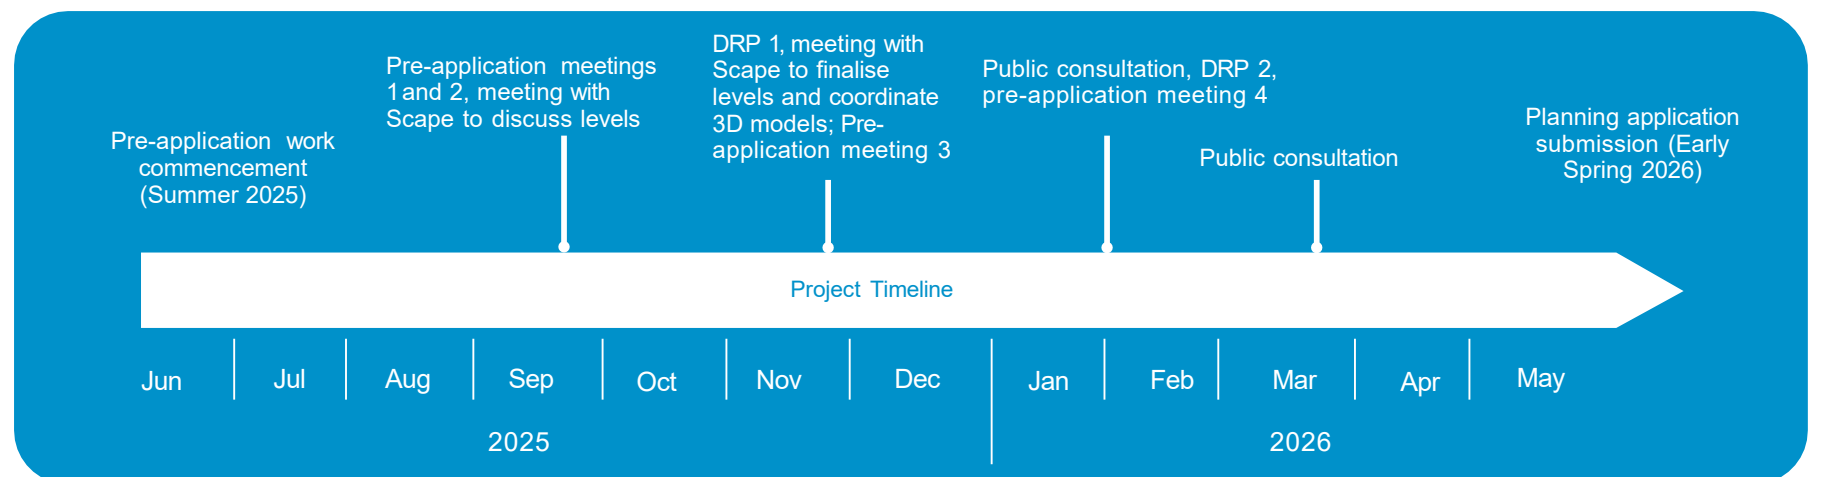 Pre-application work
commencement
(Summer 2025)
Pre-application meetings
1 and 2, meeting with
Scape to discuss levels
DRP 1, meeting with
Scape to finalise
levels and coordinate
3D models; Pre-
application meeting 3
Public consultation, DRP 2,
pre-application meeting 4
Public consultation
Planning application
submission (Early
Spring 2026)
Project Timeline
Jun Jul Aug Sep Oct Nov Dec Jan Feb Mar Apr May
2025 2026